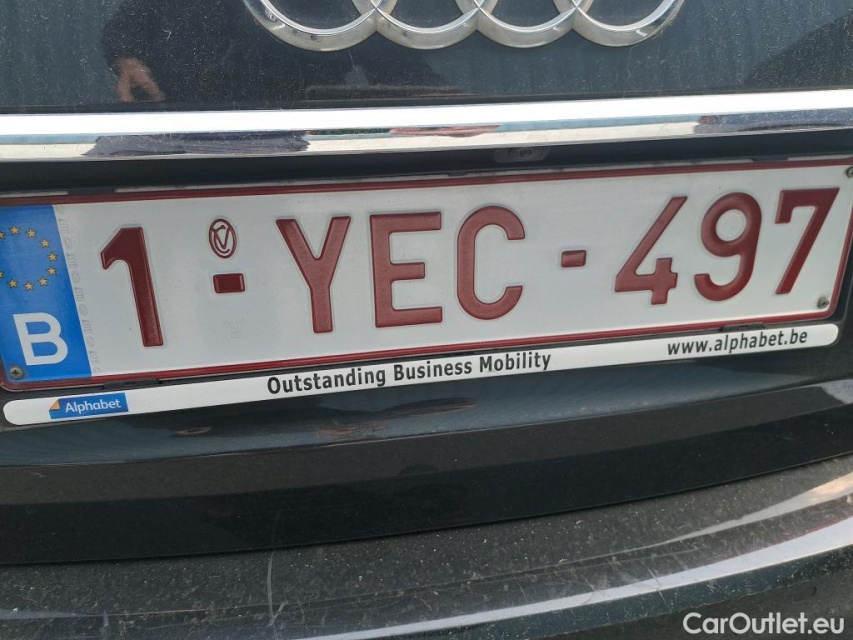 B 1-YEC-497
Alphabet Outstanding Business Mobility www.alphabet.be
CarOutlet.eu